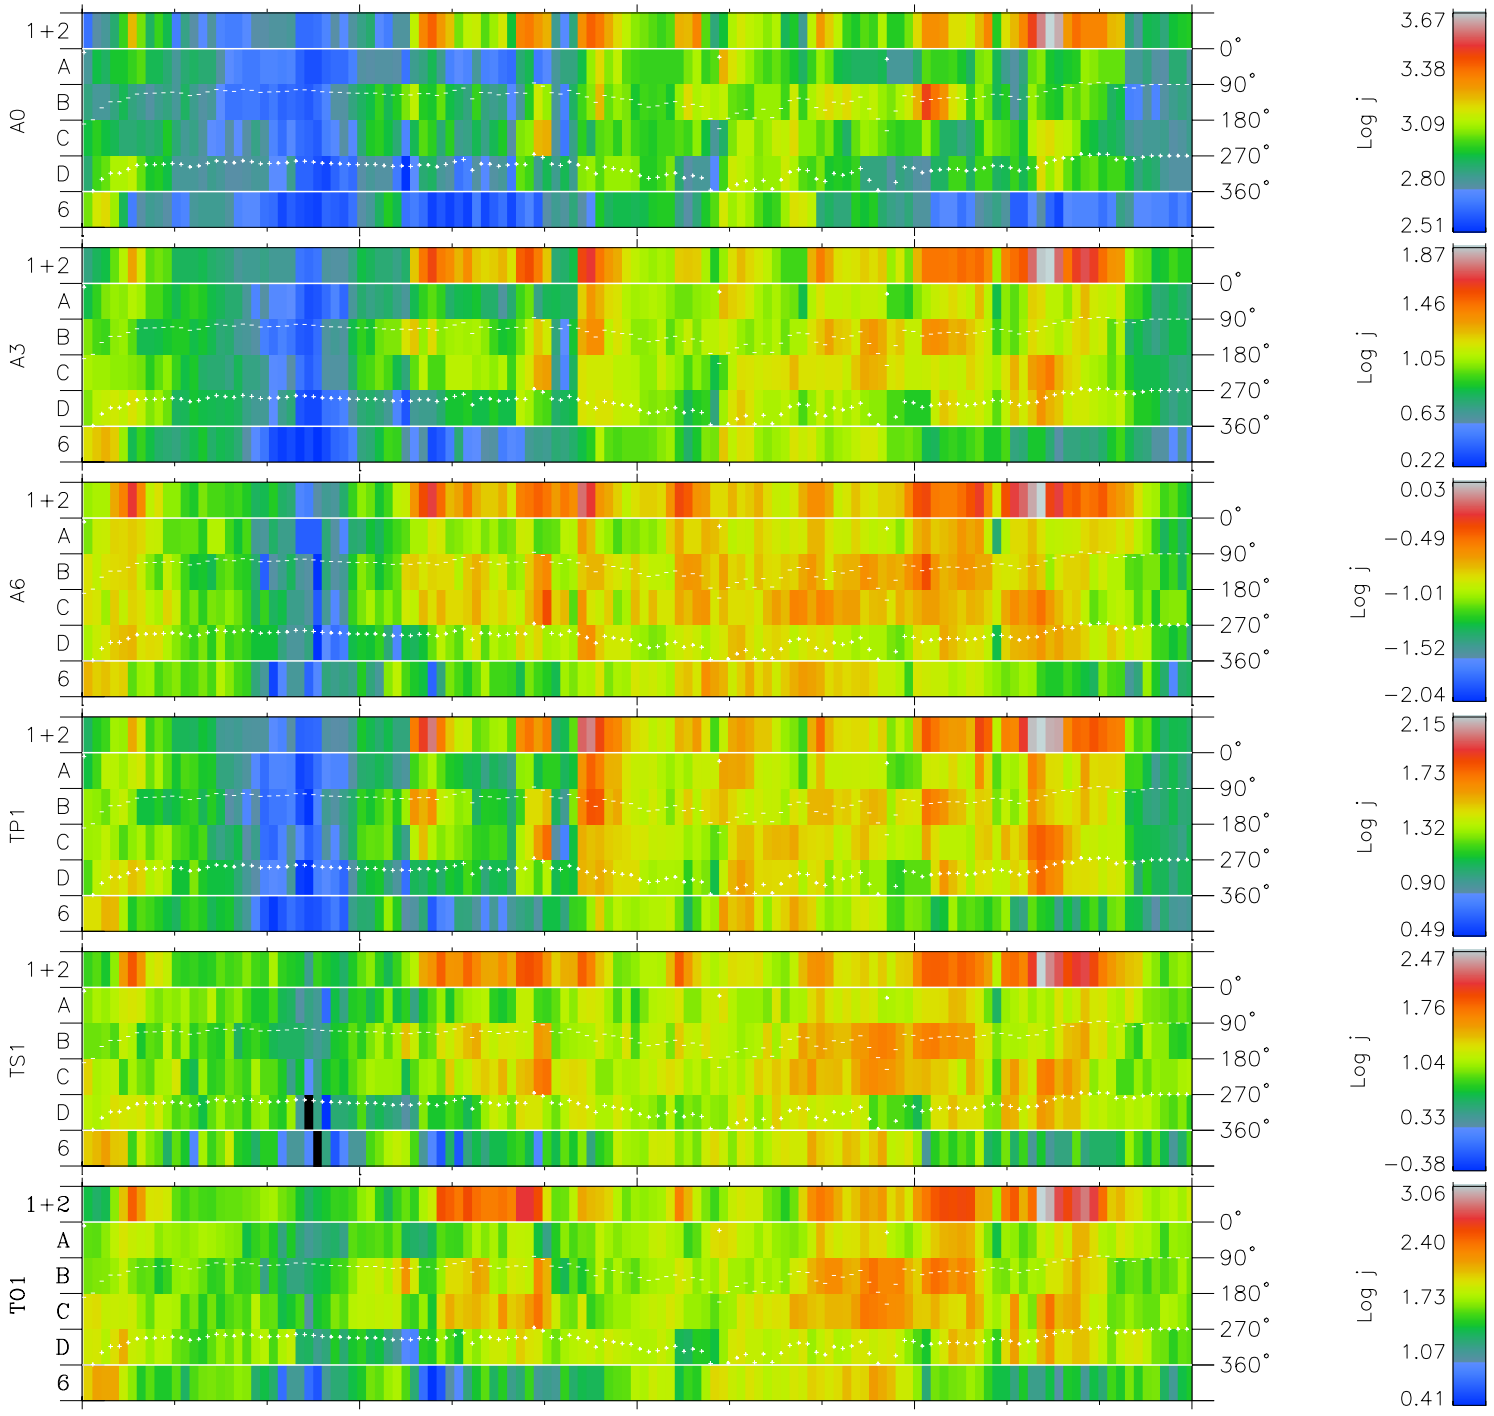 A0
1+2
A
B
C
D
6
0°
90°
180°
270°
360°
Log j
3.67
3.38
3.09
2.80
2.51
A3
1+2
A
B
C
D
6
0°
90°
180°
270°
360°
Log j
1.87
1.46
1.05
0.63
0.22
A6
1+2
A
B
C
D
6
0°
90°
180°
270°
360°
Log j
0.03
−0.49
−1.01
−1.52
−2.04
TP1
1+2
A
B
C
D
6
0°
90°
180°
270°
360°
Log j
2.15
1.73
1.32
0.90
0.49
TS1
1+2
A
B
C
D
6
0°
90°
180°
270°
360°
Log j
2.47
1.76
1.04
0.33
−0.38
TO1
1+2
A
B
C
D
6
0°
90°
180°
270°
360°
Log j
3.06
2.40
1.73
1.07
0.41